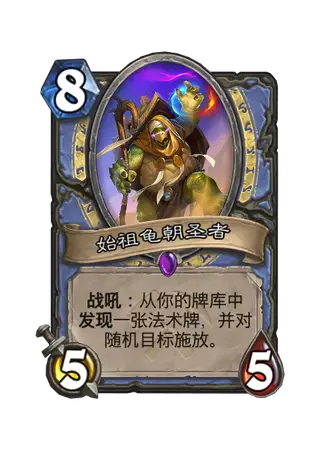 8
始祖龟朝圣者
战吼：从你的牌库中
发现一张法术牌，并对
随机目标施放。
5
5